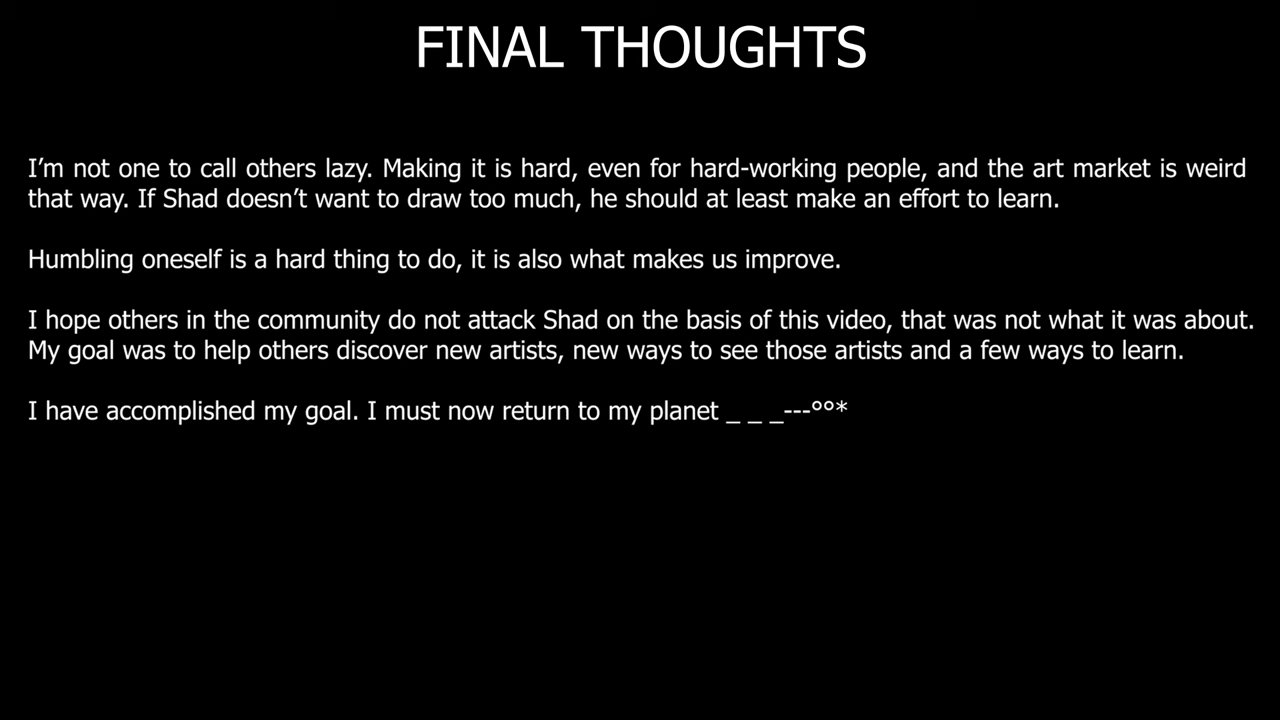 FINAL THOUGHTS
I’m not one to call others lazy. Making it is hard, even for hard-working people, and the art market is weird
that way. If Shad doesn’t want to draw too much, he should at least make an effort to learn.
Humbling oneself is a hard thing to do, it is also what makes us improve.
I hope others in the community do not attack Shad on the basis of this video, that was not what it was about.
My goal was to help others discover new artists, new ways to see those artists and a few ways to learn.
I have accomplished my goal. I must now return to my planet _ _ _---°°*